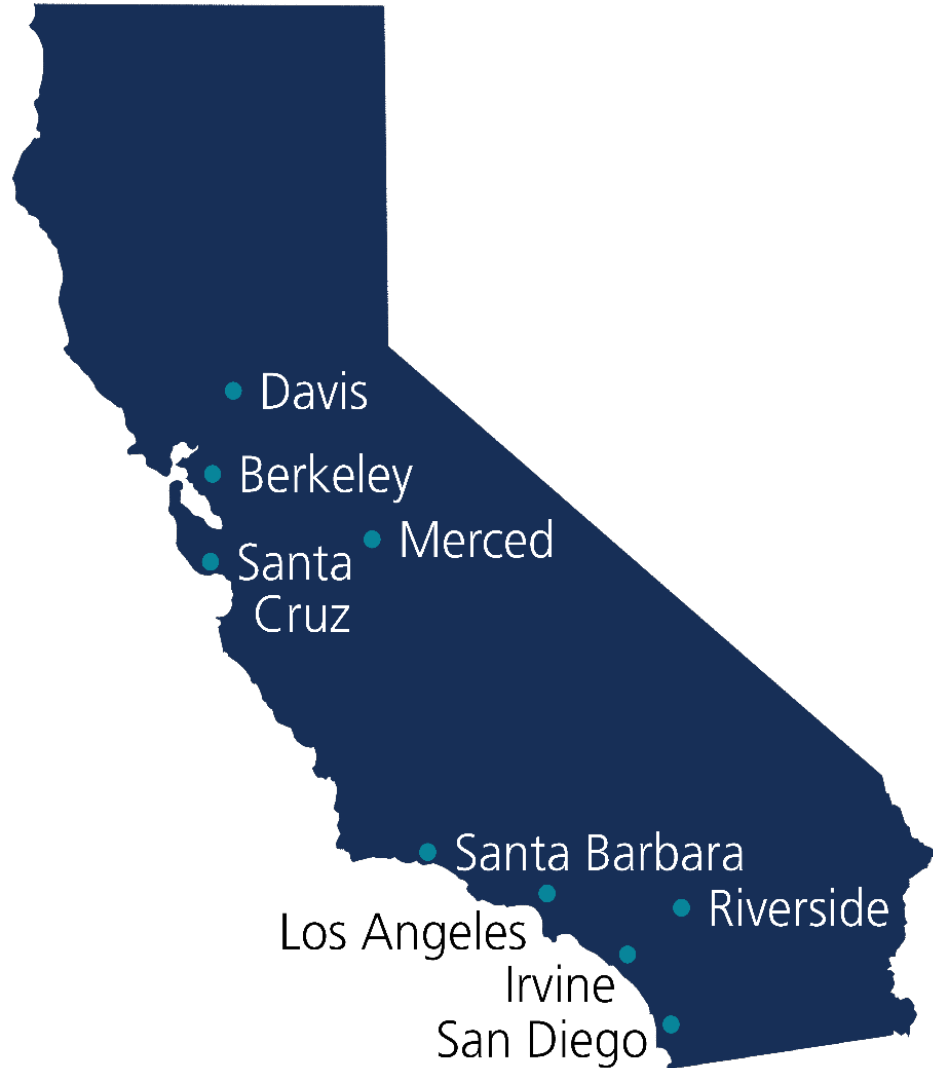 Davis
Berkeley
Merced
Santa
Cruz
Santa Barbara
Riverside
Los Angeles
Irvine
San Diego